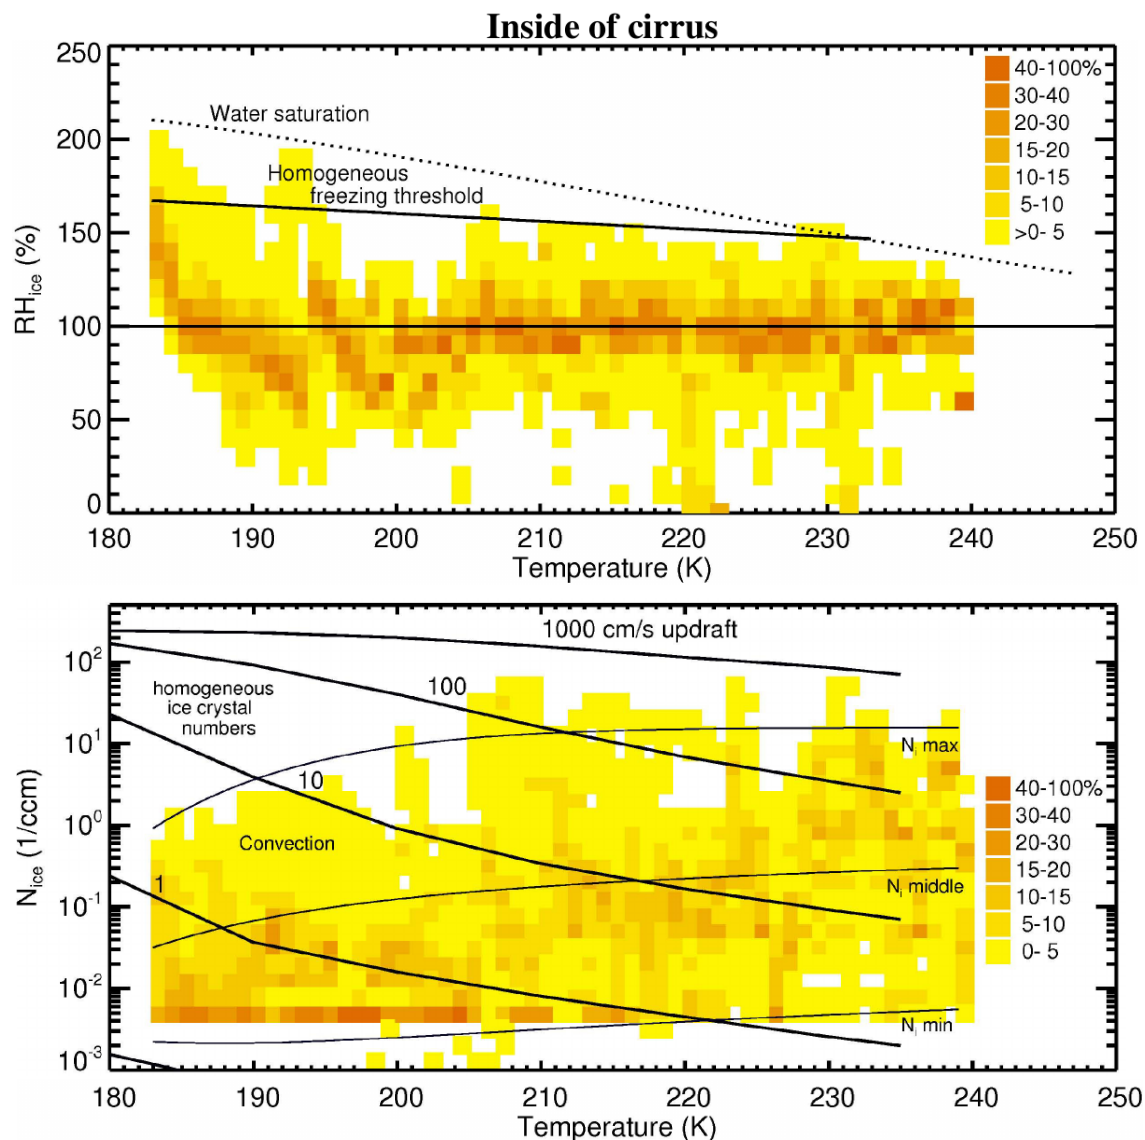 Inside of cirrus
250
200
150
100
50
0
RHice (%)
Water saturation
Homogeneous
freezing threshold
40-100%
30-40
20-30
15-20
10-15
5-10
>0- 5
180 190 200 210 220 230 240 250
Temperature (K)
10²
10¹
10⁰
10⁻¹
10⁻²
10⁻³
Nice (1/ccm)
1000 cm/s updraft
100
homogeneous
ice crystal
numbers
10
Ni max
Convection
1
Ni middle
Ni min
40-100%
30-40
20-30
15-20
10-15
5-10
0- 5
180 190 200 210 220 230 240 250
Temperature (K)